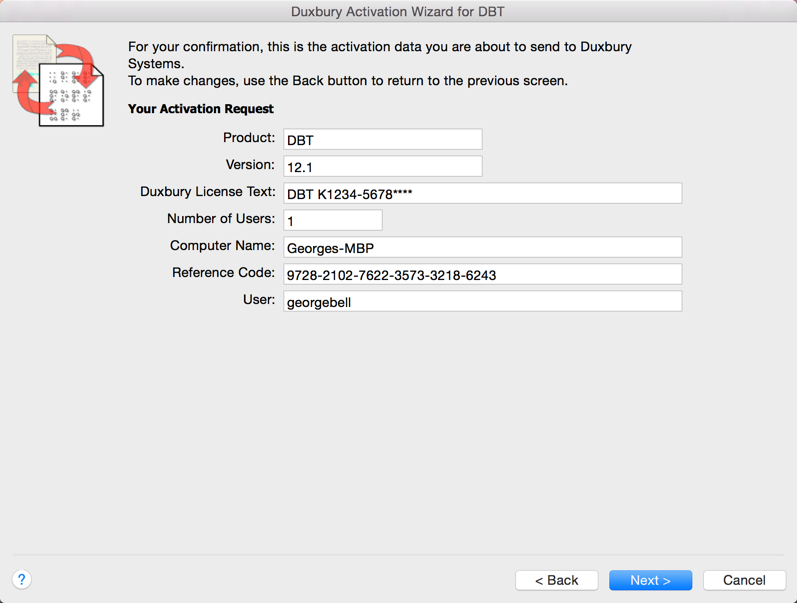 Duxbury Activation Wizard for DBT
For your confirmation, this is the activation data you are about to send to Duxbury
Systems.
To make changes, use the Back button to return to the previous screen.
Your Activation Request
Product: DBT
Version: 12.1
Duxbury License Text: DBT K1234-5678****
Number of Users: 1
Computer Name: Georges-MBP
Reference Code: 9728-2102-7622-3573-3218-6243
User: georgebell
? < Back Next > Cancel